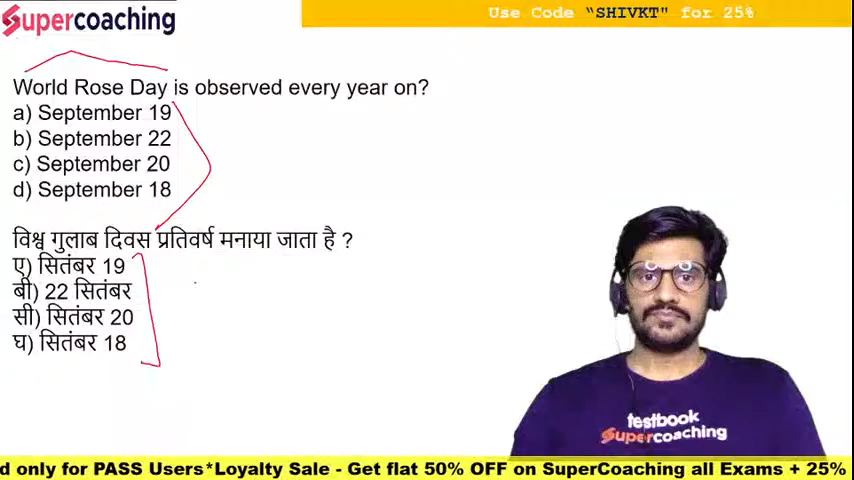 Supercoaching
Use Code “SHIVKT" for 25%
World Rose Day is observed every year on?
a) September 19
b) September 22
c) September 20
d) September 18
विश्व गुलाब दिवस प्रतिवर्ष मनाया जाता है ?
ए) सितंबर 19
बी) 22 सितंबर
सी) सितंबर 20
घ) सितंबर 18
testbook
Supercoaching
d only for PASS Users*Loyalty Sale - Get flat 50% OFF on SuperCoaching all Exams + 25%